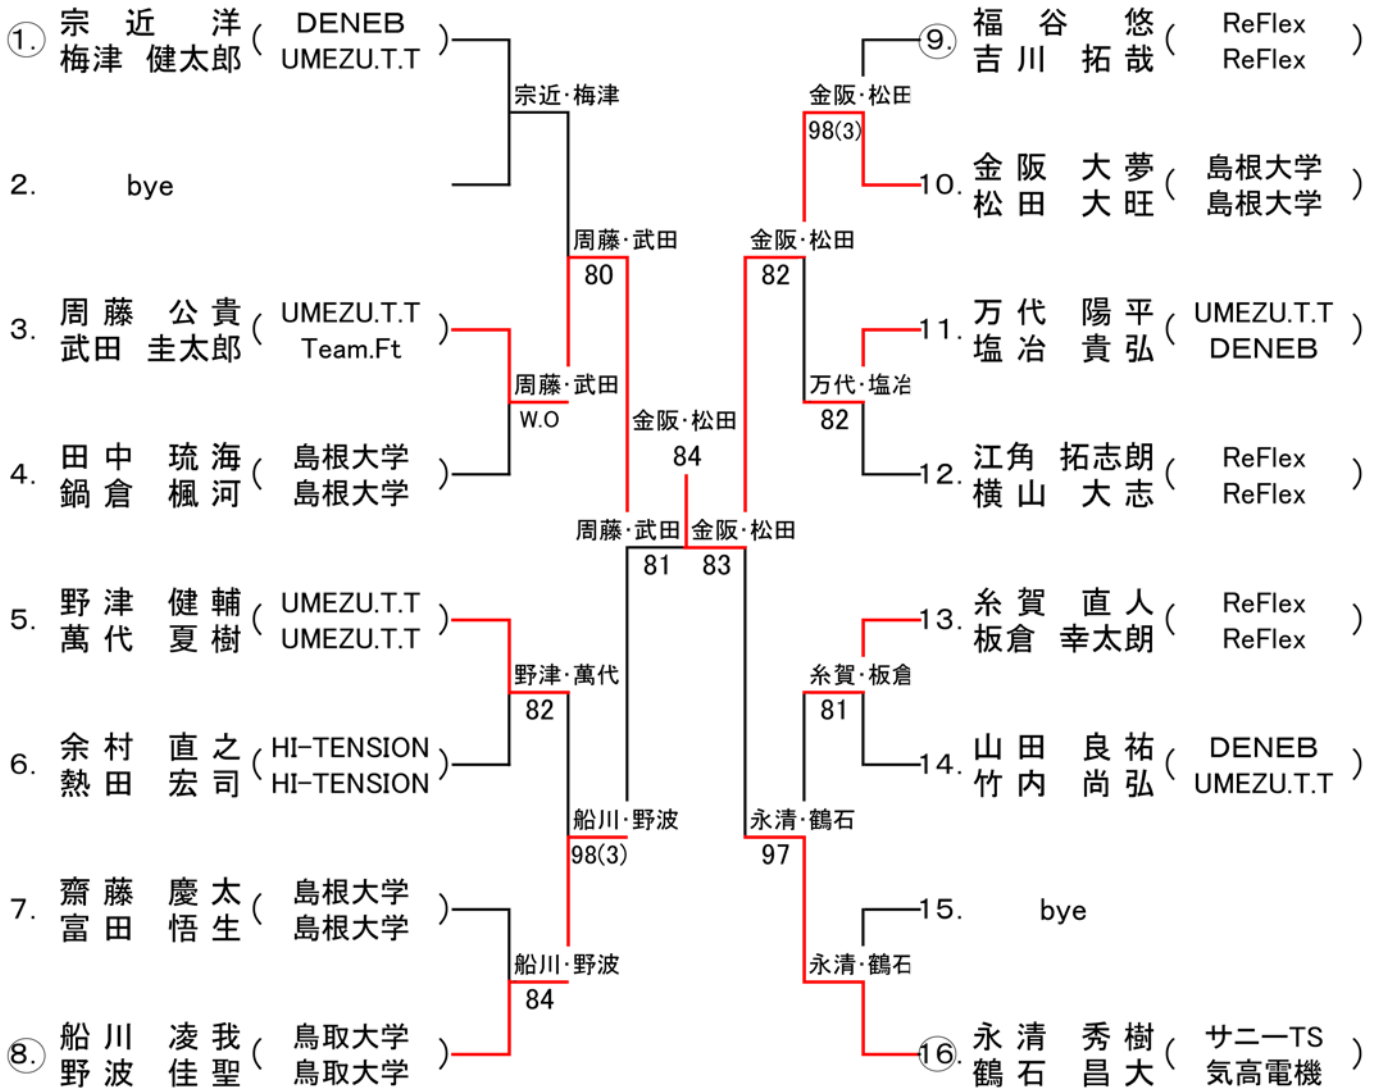 1. 宗近 洋 ( DENEB )
梅津 健太郎 ( UMEZU.T.T )
宗近・梅津
2. bye
周藤・武田
80
3. 周藤 公貴 ( UMEZU.T.T )
武田 圭太郎 ( Team.Ft )
周藤・武田
W.O
4. 田中 琉海 ( 島根大学 )
鍋倉 楓河 ( 島根大学 )
周藤・武田
81
5. 野津 健輔 ( UMEZU.T.T )
萬代 夏樹 ( UMEZU.T.T )
野津・萬代
82
6. 余村 直之 ( HI-TENSION )
熱田 宏司 ( HI-TENSION )
船川・野波
98(3)
7. 齋藤 慶太 ( 島根大学 )
富田 悟生 ( 島根大学 )
船川・野波
84
8. 船川 凌我 ( 鳥取大学 )
野波 佳聖 ( 鳥取大学 )
金阪・松田
84
9. 福谷 悠 ( ReFlex )
吉川 拓哉 ( ReFlex )
金阪・松田
98(3)
10. 金阪 大夢 ( 島根大学 )
松田 大旺 ( 島根大学 )
金阪・松田
82
11. 万代 陽平 ( UMEZU.T.T )
塩冶 貴弘 ( DENEB )
万代・塩冶
82
12. 江角 拓志朗 ( ReFlex )
横山 大志 ( ReFlex )
金阪・松田
83
13. 糸賀 直人 ( ReFlex )
板倉 幸太朗 ( ReFlex )
糸賀・板倉
81
14. 山田 良祐 ( DENEB )
竹内 尚弘 ( UMEZU.T.T )
永清・鶴石
97
15. bye
永清・鶴石
16. 永清 秀樹 ( サニーTS )
鶴石 昌大 ( 気高電機 )